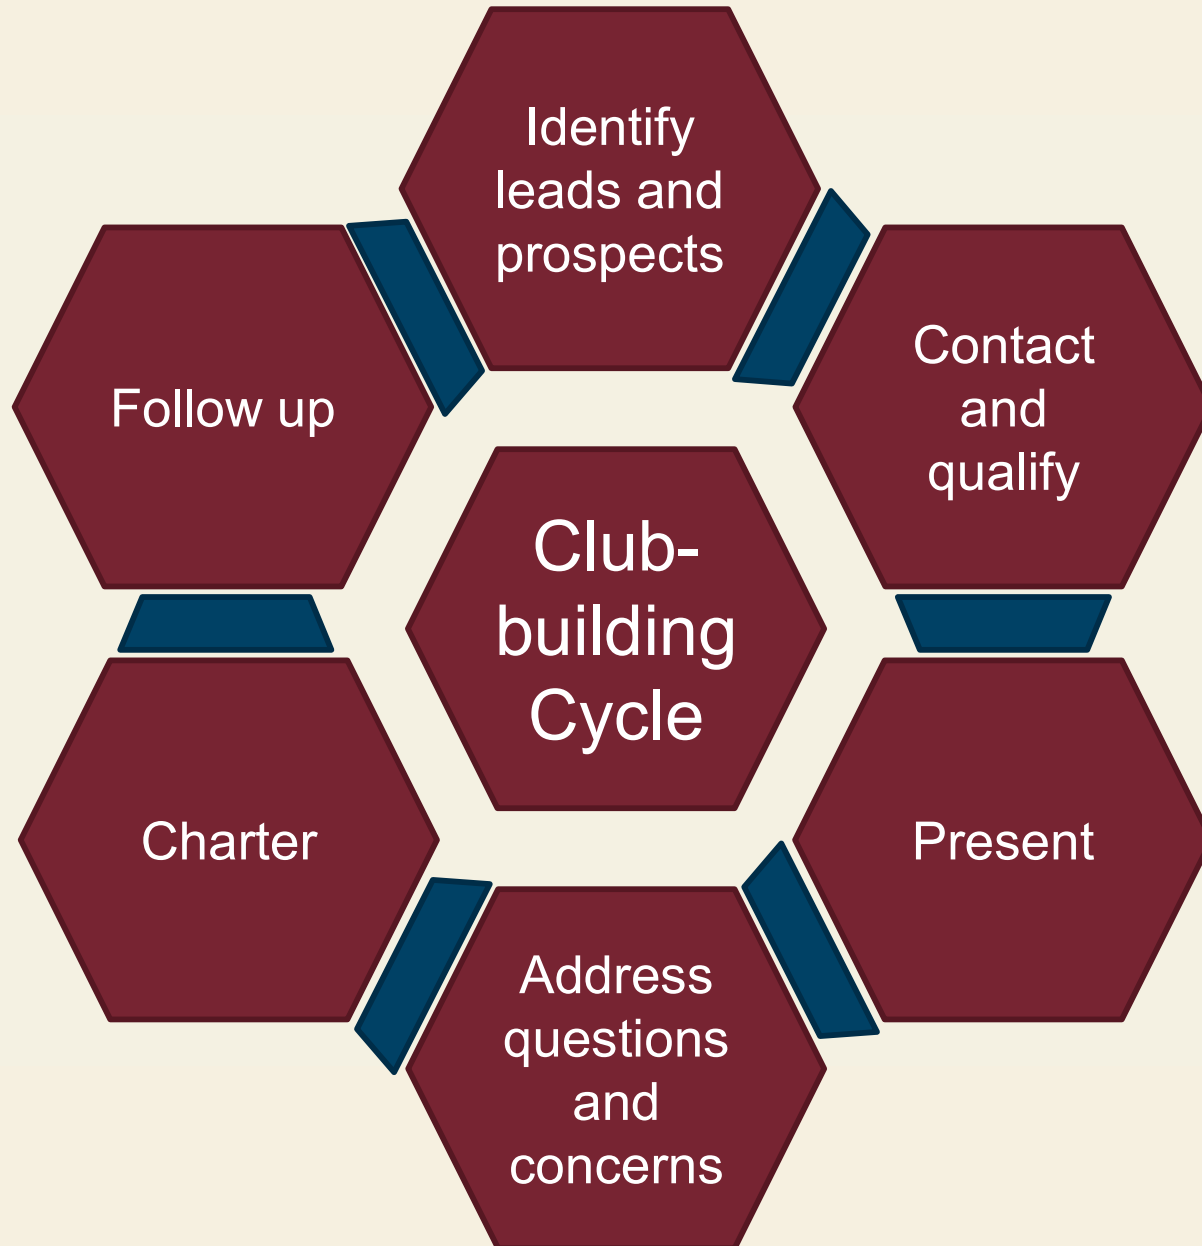 Identify
leads and
prospects
Contact
and
qualify
Present
Address
questions
and
concerns
Charter
Follow up
Club-
building
Cycle